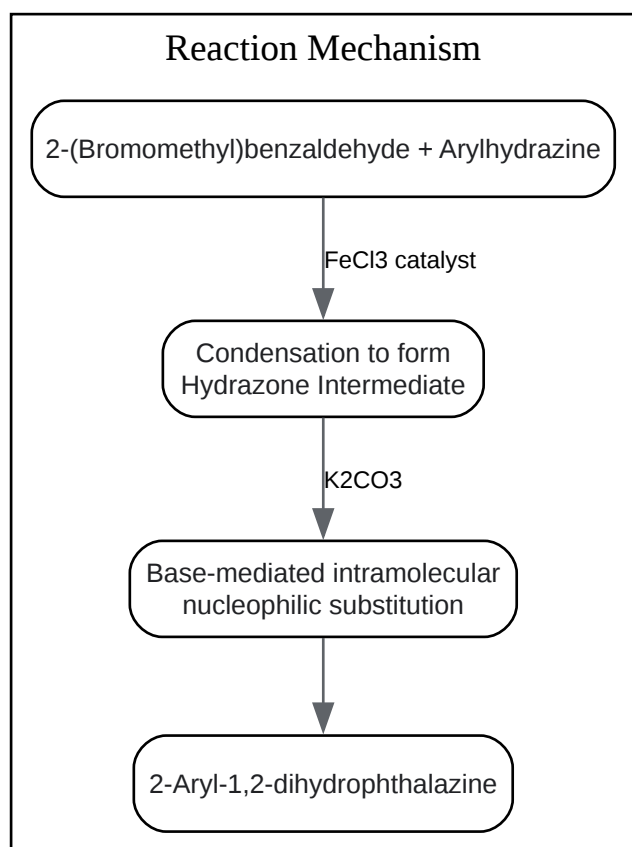 Reaction Mechanism
2-(Bromomethyl)benzaldehyde + Arylhydrazine
FeCl3 catalyst
Condensation to form
Hydrazone Intermediate
K2CO3
Base-mediated intramolecular
nucleophilic substitution
2-Aryl-1,2-dihydrophthalazine